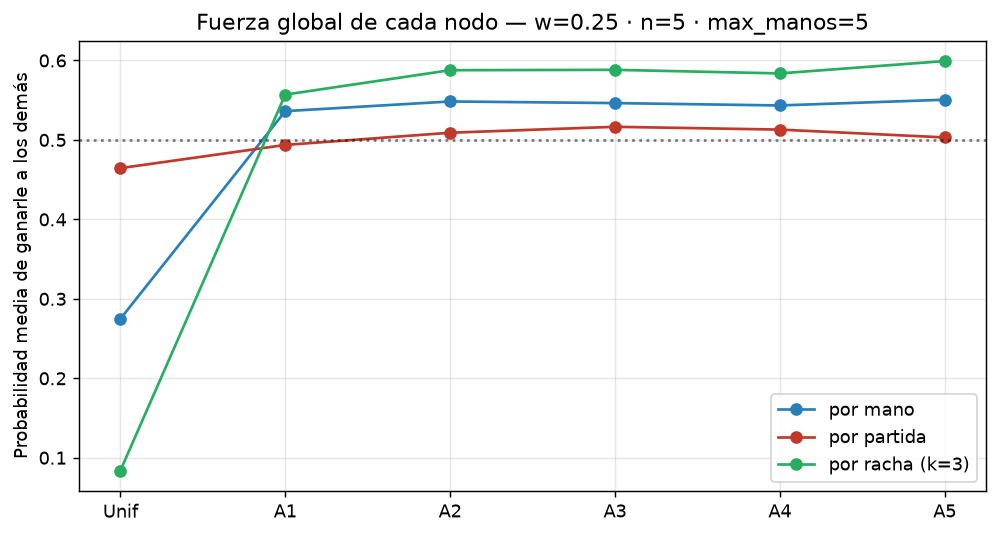 Fuerza global de cada nodo — w=0.25 · n=5 · max_manos=5
Probabilidad media de ganarle a los demás
0.6
0.5
0.4
0.3
0.2
0.1
por mano
por partida
por racha (k=3)
Unif
A1
A2
A3
A4
A5